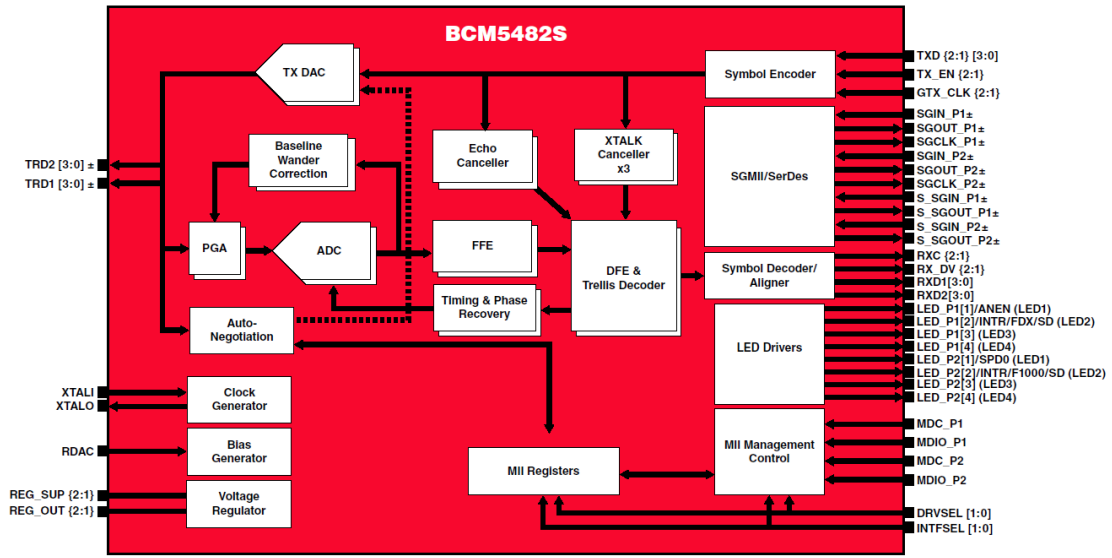 BCM5482S
TX DAC
Symbol Encoder
TXD {2:1} [3:0]
TX_EN {2:1}
GTX_CLK {2:1}
TRD2 [3:0] ±
TRD1 [3:0] ±
Baseline
Wander
Correction
Echo
Canceller
XTALK
Canceller
x3
SGMII/SerDes
SGIN_P1±
SGOUT_P1±
SGCLK_P1±
SGIN_P2±
SGOUT_P2±
SGCLK_P2±
S_SGIN_P1±
S_SGOUT_P1±
S_SGIN_P2±
S_SGOUT_P2±
PGA
ADC
FFE
DFE &
Trellis Decoder
Symbol Decoder/
Aligner
RXC {2:1}
RX_DV {2:1}
RXD1[3:0]
RXD2[3:0]
Timing & Phase
Recovery
Auto-
Negotiation
LED Drivers
LED_P1[1]/ANEN (LED1)
LED_P1[2]/INTR/FDX/SD (LED2)
LED_P1[3] (LED3)
LED_P1[4] (LED4)
LED_P2[1]/SPD0 (LED1)
LED_P2[2]/INTR/F1000/SD (LED2)
LED_P2[3] (LED3)
LED_P2[4] (LED4)
XTALI
XTALO
Clock
Generator
RDAC
Bias
Generator
REG_SUP {2:1}
REG_OUT {2:1}
Voltage
Regulator
MII Registers
MII Management
Control
MDC_P1
MDIO_P1
MDC_P2
MDIO_P2
DRVSEL [1:0]
INTFSEL [1:0]